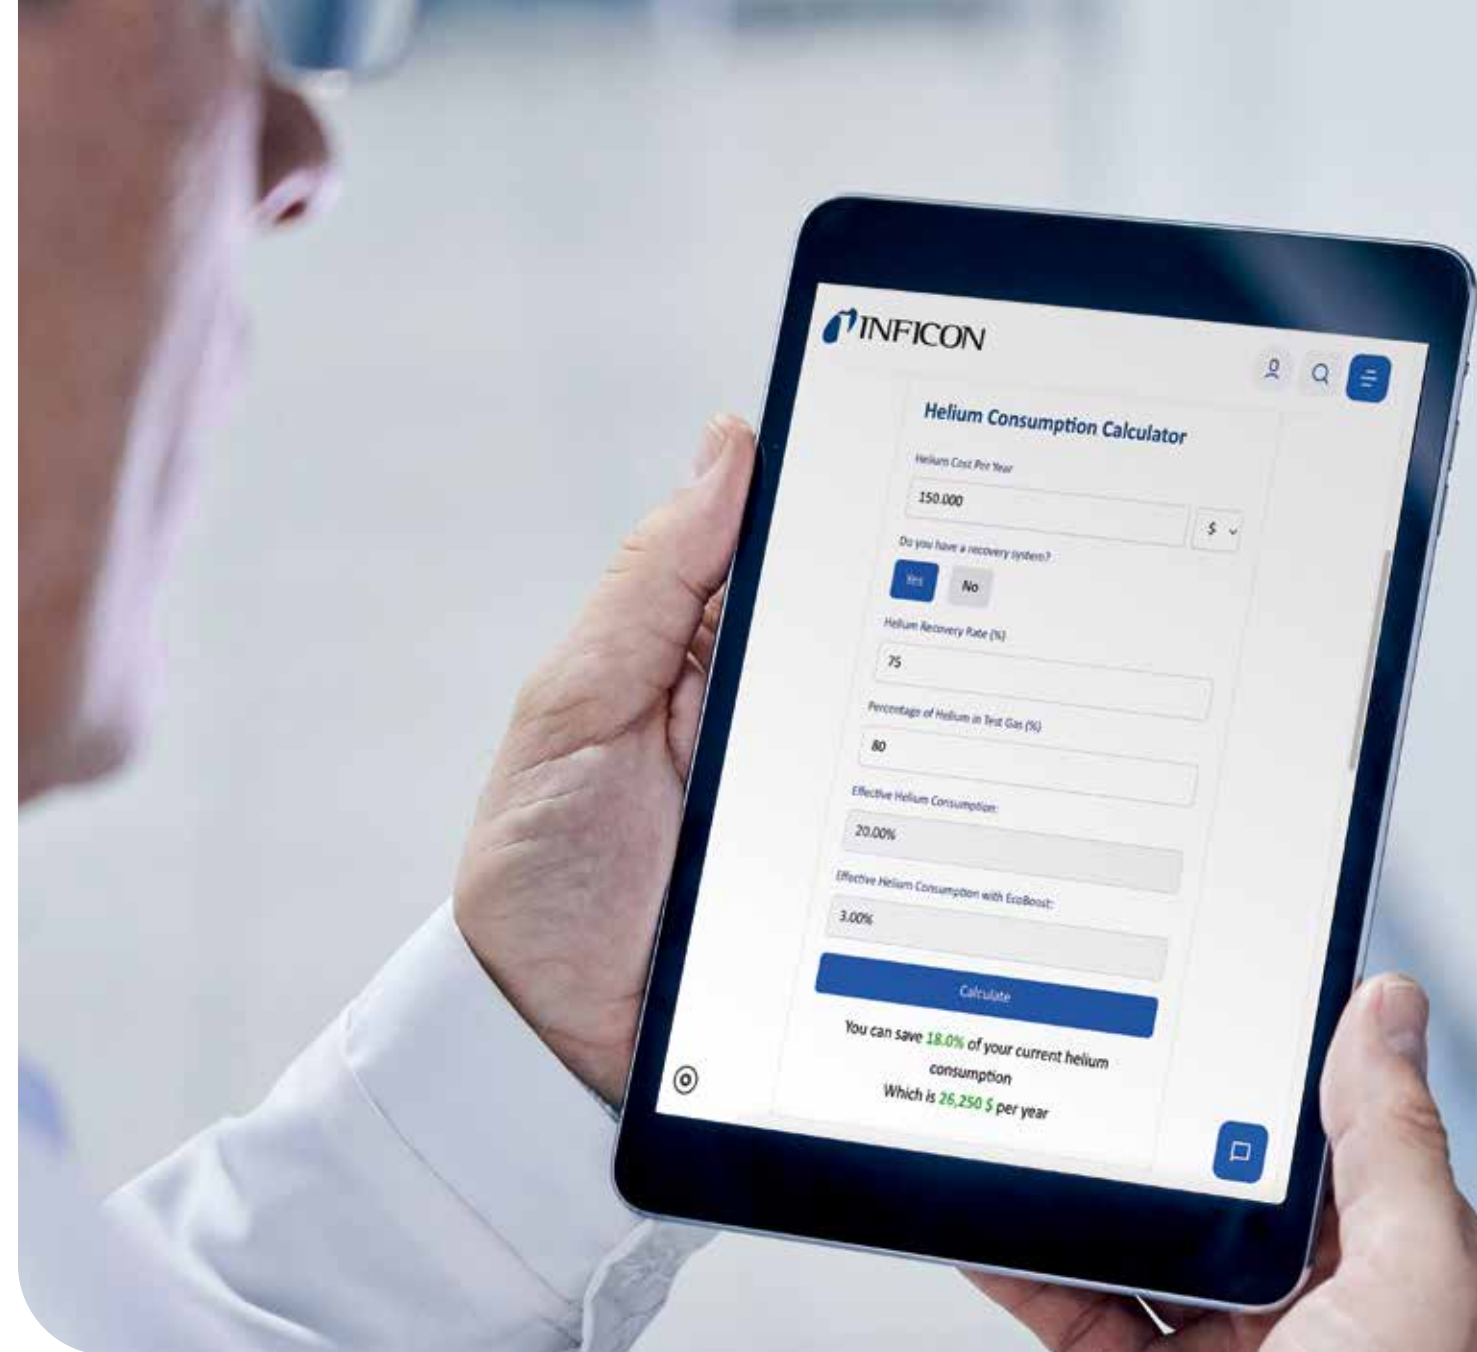 INFICON
Helium Consumption Calculator
Helium Cost Per Year
150.000
$
Do you have a recovery system?
Yes No
Helium Recovery Rate (%)
75
Percentage of Helium in Test Gas (%)
80
Effective Helium Consumption:
20.00%
Effective Helium Consumption with EcoBoost:
3.00%
Calculate
You can save 18.0% of your current helium
consumption
Which is 26,250 $ per year